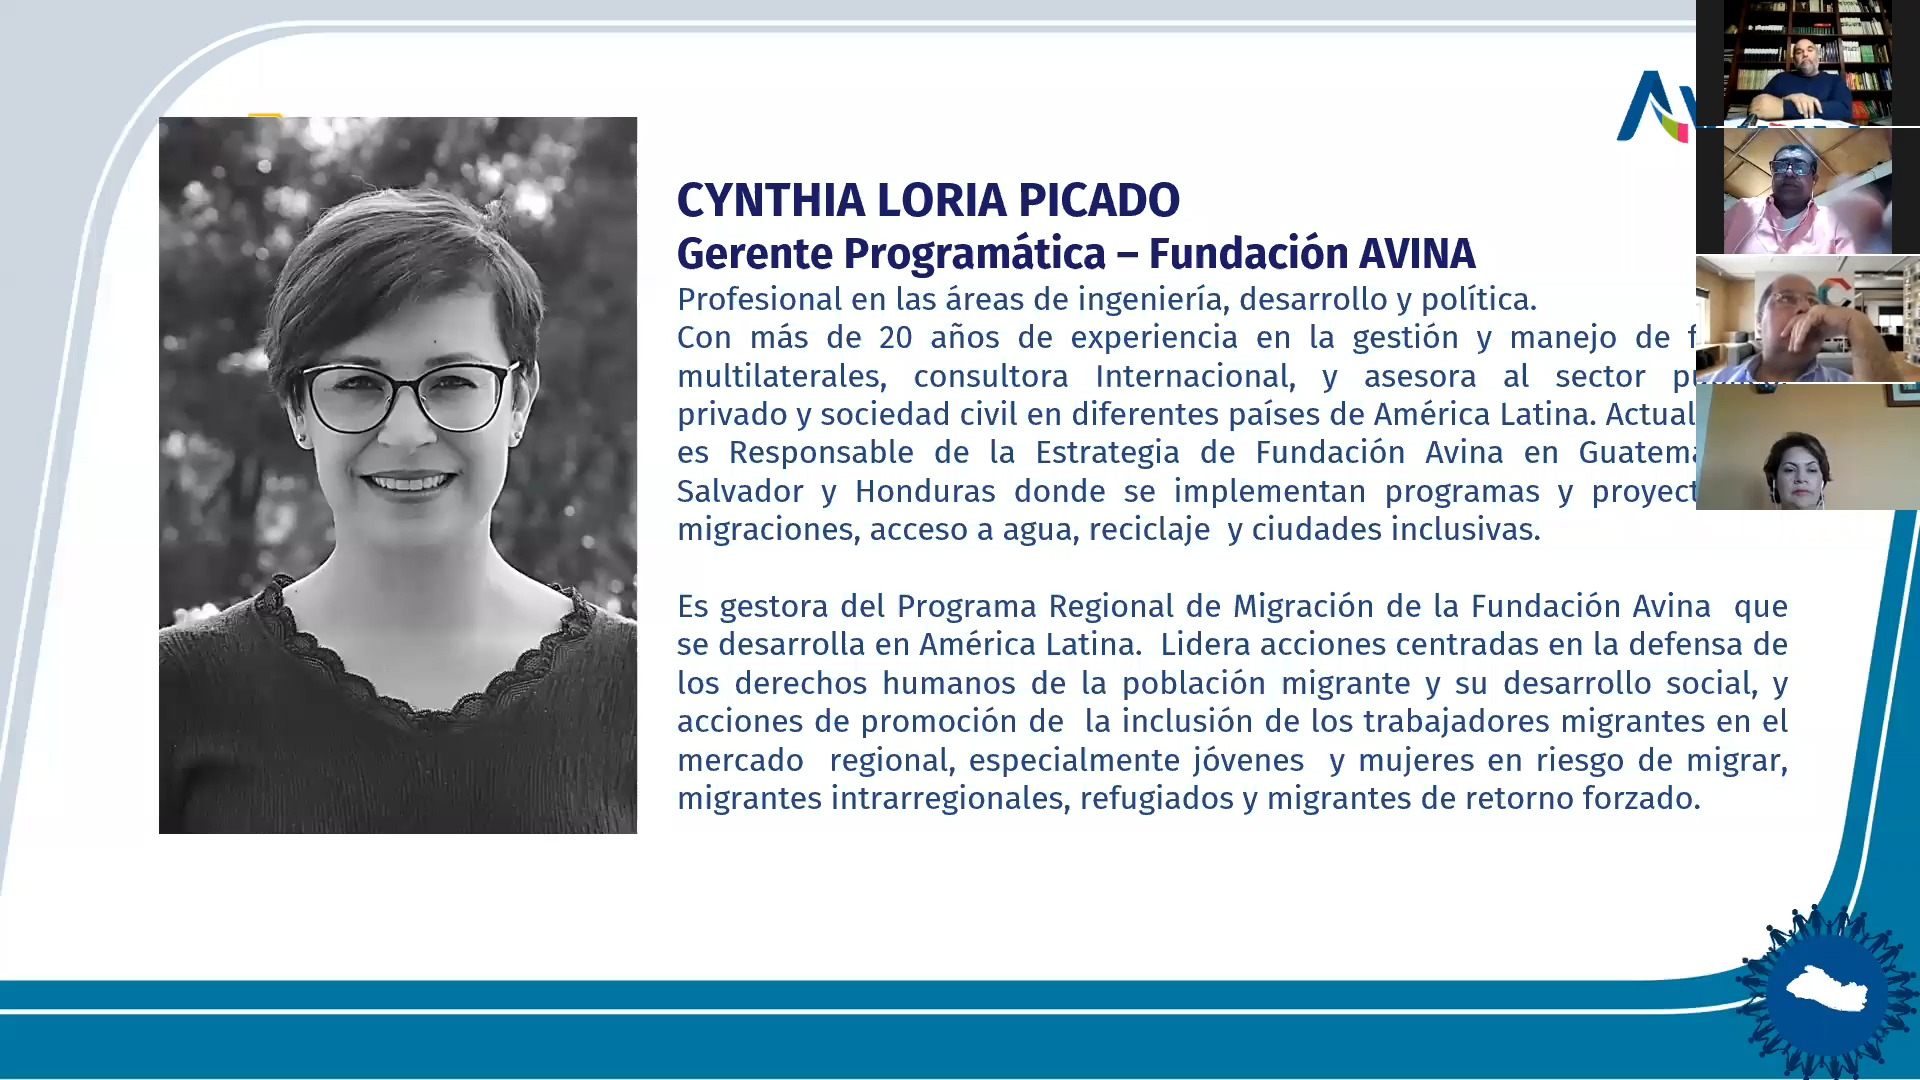 CYNTHIA LORIA PICADO
Gerente Programática – Fundación AVINA
Profesional en las áreas de ingeniería, desarrollo y política.
Con más de 20 años de experiencia en la gestión y manejo de
multilaterales, consultora Internacional, y asesora al sector
privado y sociedad civil en diferentes países de América Latina.
es Responsable de la Estrategia de Fundación Avina en
Salvador y Honduras donde se implementan programas y
migraciones, acceso a agua, reciclaje y ciudades inclusivas.
Es gestora del Programa Regional de Migración de la Fundación Avina que
se desarrolla en América Latina. Lidera acciones centradas en la defensa de
los derechos humanos de la población migrante y su desarrollo social, y
acciones de promoción de la inclusión de los trabajadores migrantes en el
mercado regional, especialmente jóvenes y mujeres en riesgo de migrar,
migrantes intrarregionales, refugiados y migrantes de retorno forzado.